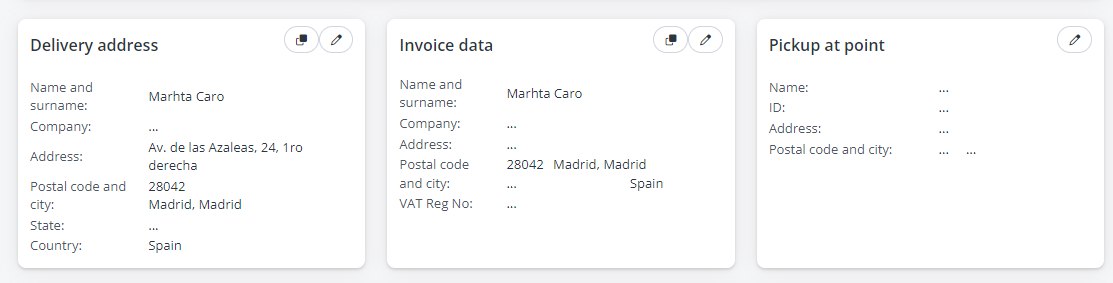 Delivery address
Name and
surname:
Marhta Caro
Company:
...
Address:
Av. de las Azaleas, 24, 1ro
derecha
Postal code and
city:
28042
Madrid, Madrid
State:
...
Country:
Spain
Invoice data
Name and
surname:
Marhta Caro
Company:
...
Address:
...
Postal code
and city:
28042 Madrid, Madrid
... Spain
VAT Reg No:
...
Pickup at point
Name:
...
ID:
...
Address:
...
Postal code and city:
... ...